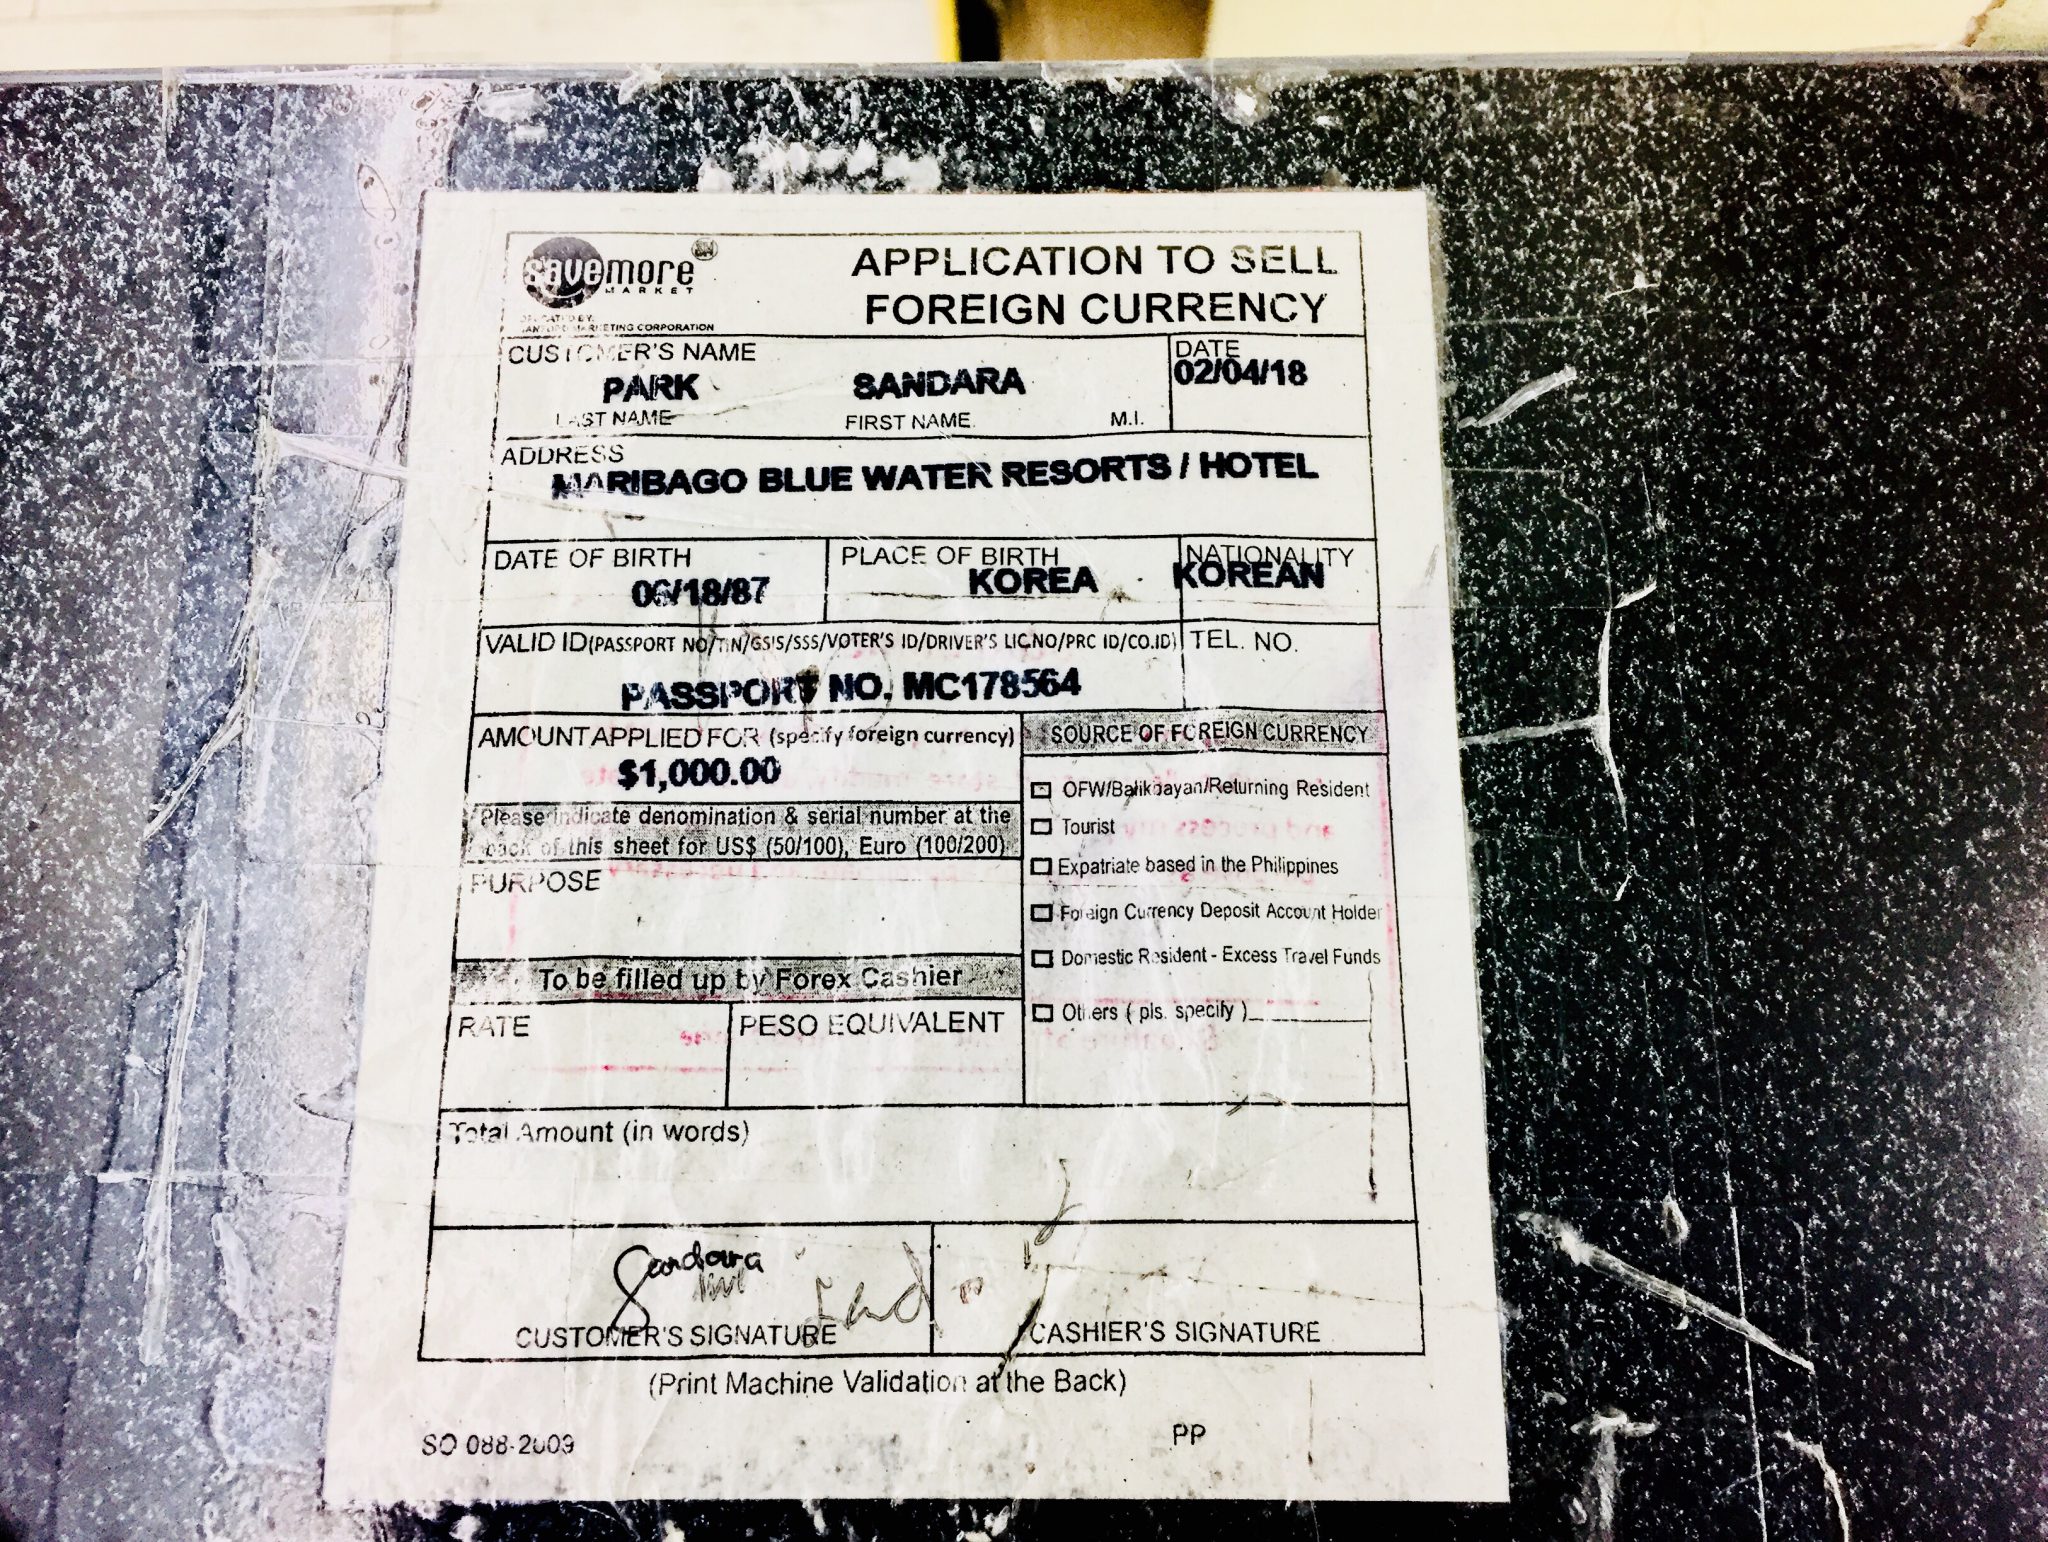 savemore SM
MARKET
OPERATED BY:
SANFORD MARKETING CORPORATION
APPLICATION TO SELL
FOREIGN CURRENCY
CUSTOMER'S NAME
DATE
PARK SANDARA
02/04/18
LAST NAME FIRST NAME M.I.
ADDRESS
MARIBAGO BLUE WATER RESORTS / HOTEL
DATE OF BIRTH
06/18/87
PLACE OF BIRTH
KOREA
NATIONALITY
KOREAN
VALID ID(PASSPORT NO/TIN/GSIS/SSS/VOTER'S ID/DRIVER'S LIC.NO/PRC ID/CO.ID)
PASSPORT NO. MC178564
TEL. NO.
AMOUNT APPLIED FOR (specify foreign currency)
$1,000.00
Please indicate denomination & serial number at the
back of this sheet for US$ (50/100), Euro (100/200)
PURPOSE
SOURCE OF FOREIGN CURRENCY
OFW/Balikbayan/Returning Resident
Tourist
Expatriate based in the Philippines
Foreign Currency Deposit Account Holder
Domestic Resident - Excess Travel Funds
Others ( pls. specify )
To be filled up by Forex Cashier
RATE
PESO EQUIVALENT
Total Amount (in words)
Sandara
CUSTOMER'S SIGNATURE
CASHIER'S SIGNATURE
(Print Machine Validation at the Back)
SO 088-2009
PP